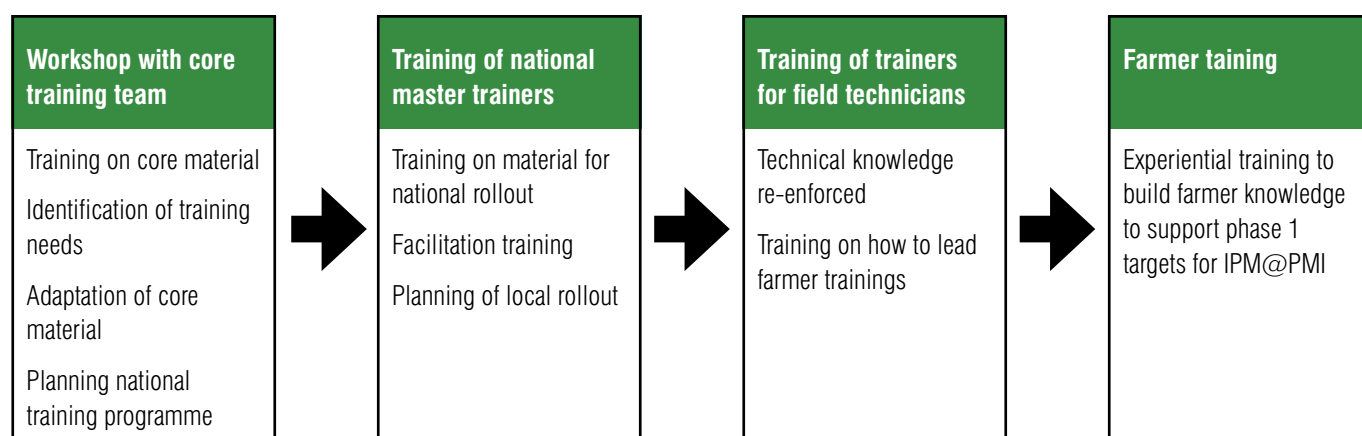 Workshop with core
training team
Training on core material
Identification of training
needs
Adaptation of core
material
Planning national
training programme
Training of national
master trainers
Training on material for
national rollout
Facilitation training
Planning of local rollout
Training of trainers
for field technicians
Technical knowledge
re-enforced
Training on how to lead
farmer trainings
Farmer taining
Experiential training to
build farmer knowledge
to support phase 1
targets for IPM@PMI